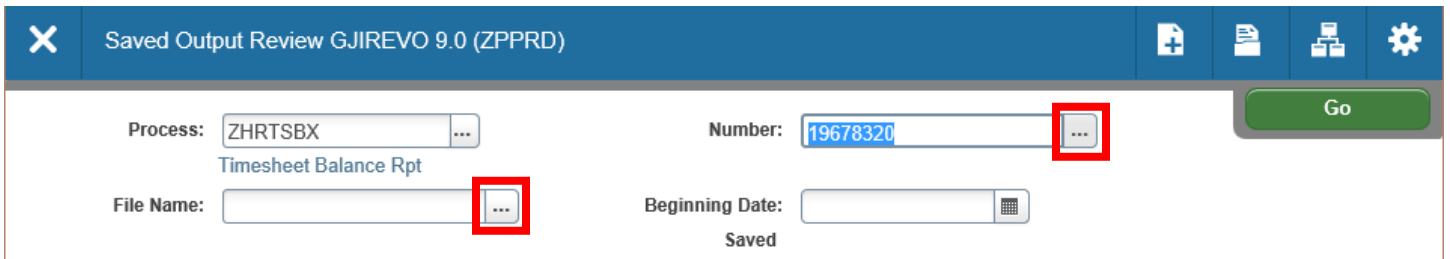 Saved Output Review GJIREVO 9.0 (ZPPRD)
Go
Process: ZHRTSBX ... Number: 19678320 ...
Timesheet Balance Rpt
File Name: ... Beginning Date:
Saved